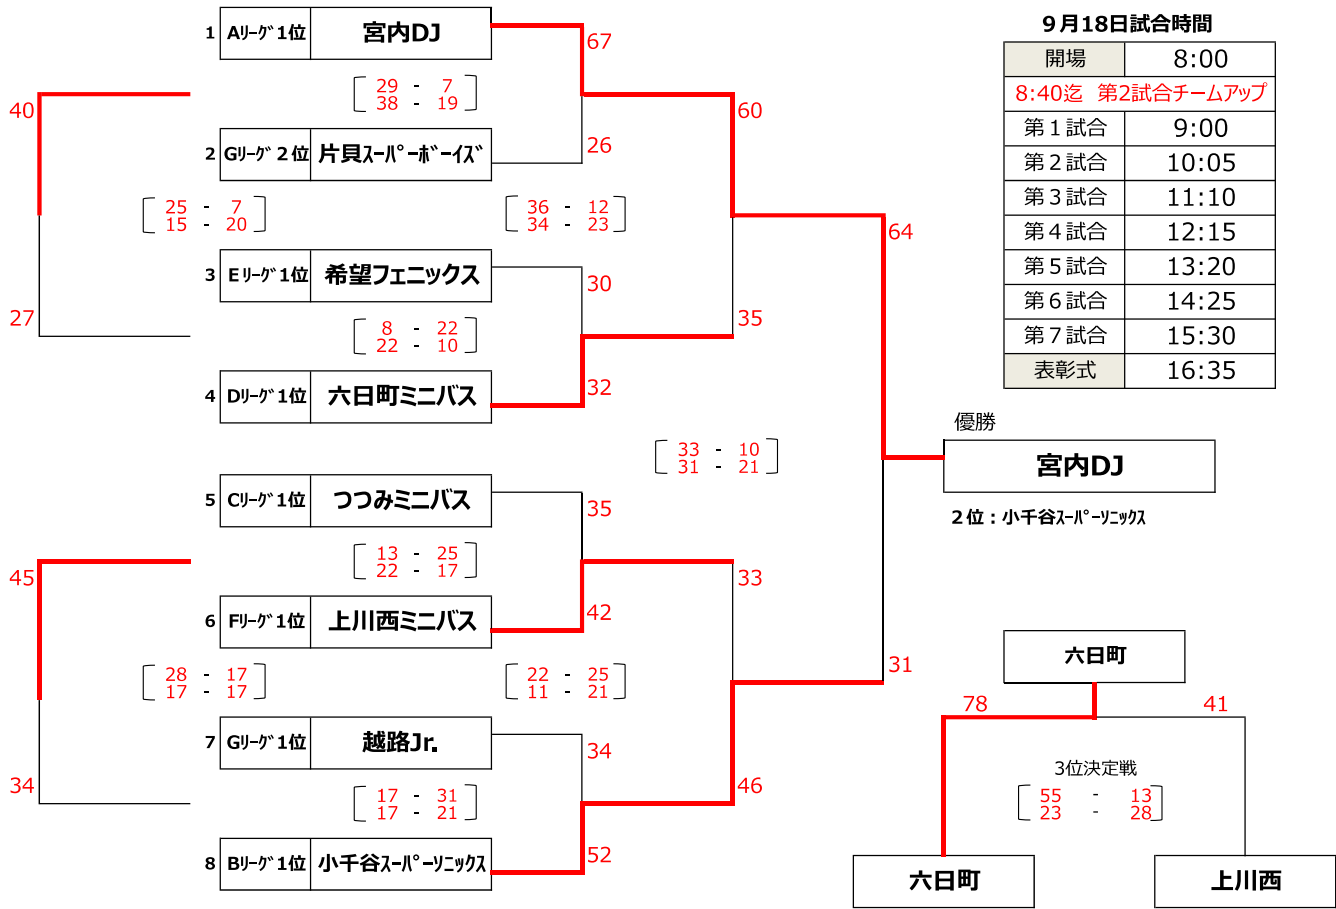 9月18日試合時間
開場 8:00
8:40迄 第2試合チームアップ
第1試合 9:00
第2試合 10:05
第3試合 11:10
第4試合 12:15
第5試合 13:20
第6試合 14:25
第7試合 15:30
表彰式 16:35
1 Aリーグ1位 宮内DJ
67
29 - 7
38 - 19
40
60
2 Gリーグ2位 片貝スーパーボーイズ
26
25 - 7
15 - 20
36 - 12
34 - 23
64
3 Eリーグ1位 希望フェニックス
30
27
8 - 22
22 - 10
35
4 Dリーグ1位 六日町ミニバス
32
33 - 10
31 - 21
優勝
宮内DJ
2位：小千谷スーパーソニックス
5 Cリーグ1位 つつみミニバス
35
13 - 25
22 - 17
45
33
6 Fリーグ1位 上川西ミニバス
42
28 - 17
17 - 17
22 - 25
11 - 21
31
7 Gリーグ1位 越路Jr.
34
34
17 - 31
17 - 21
46
8 Bリーグ1位 小千谷スーパーソニックス
52
六日町
78
41
3位決定戦
55 - 13
23 - 28
六日町
上川西